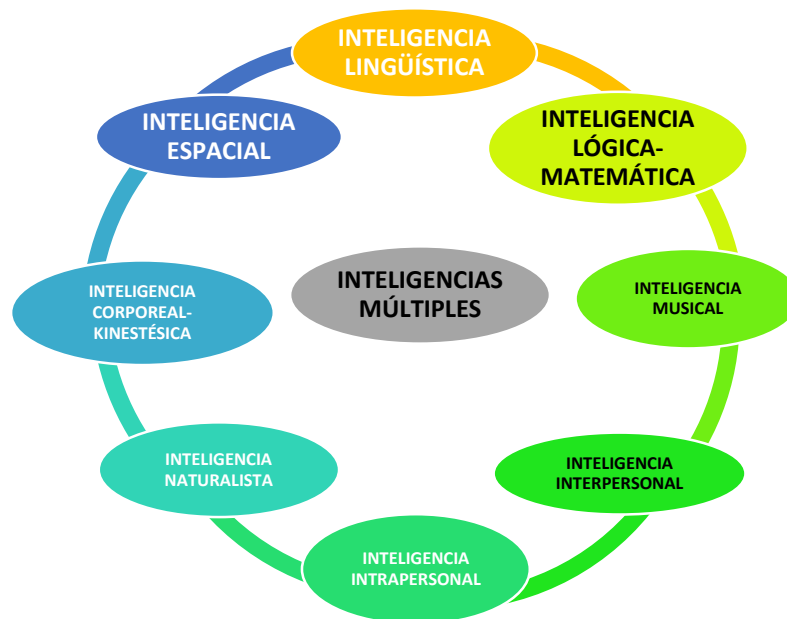 INTELIGENCIA
LINGÜÍSTICA
INTELIGENCIA
LÓGICA-
MATEMÁTICA
INTELIGENCIA
MUSICAL
INTELIGENCIA
INTERPERSONAL
INTELIGENCIA
INTRAPERSONAL
INTELIGENCIA
NATURALISTA
INTELIGENCIA
CORPOREAL-
KINESTÉSICA
INTELIGENCIA
ESPACIAL
INTELIGENCIAS
MÚLTIPLES